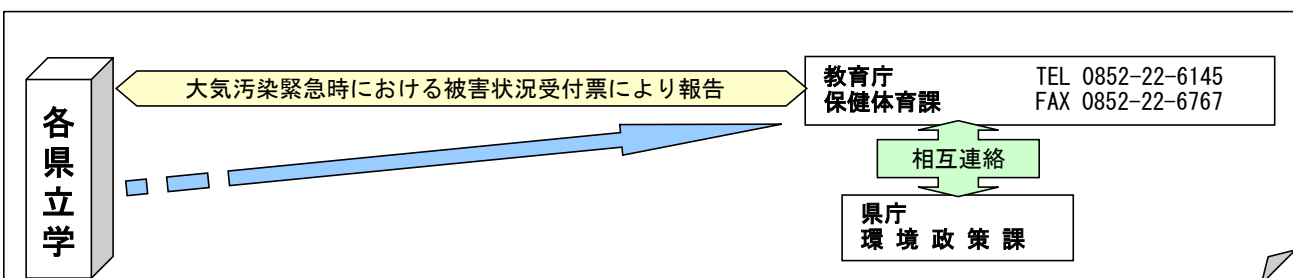 各県立学
大気汚染緊急時における被害状況受付票により報告
教育庁 TEL 0852-22-6145
保健体育課 FAX 0852-22-6767
相互連絡
県庁
環 境 政 策 課